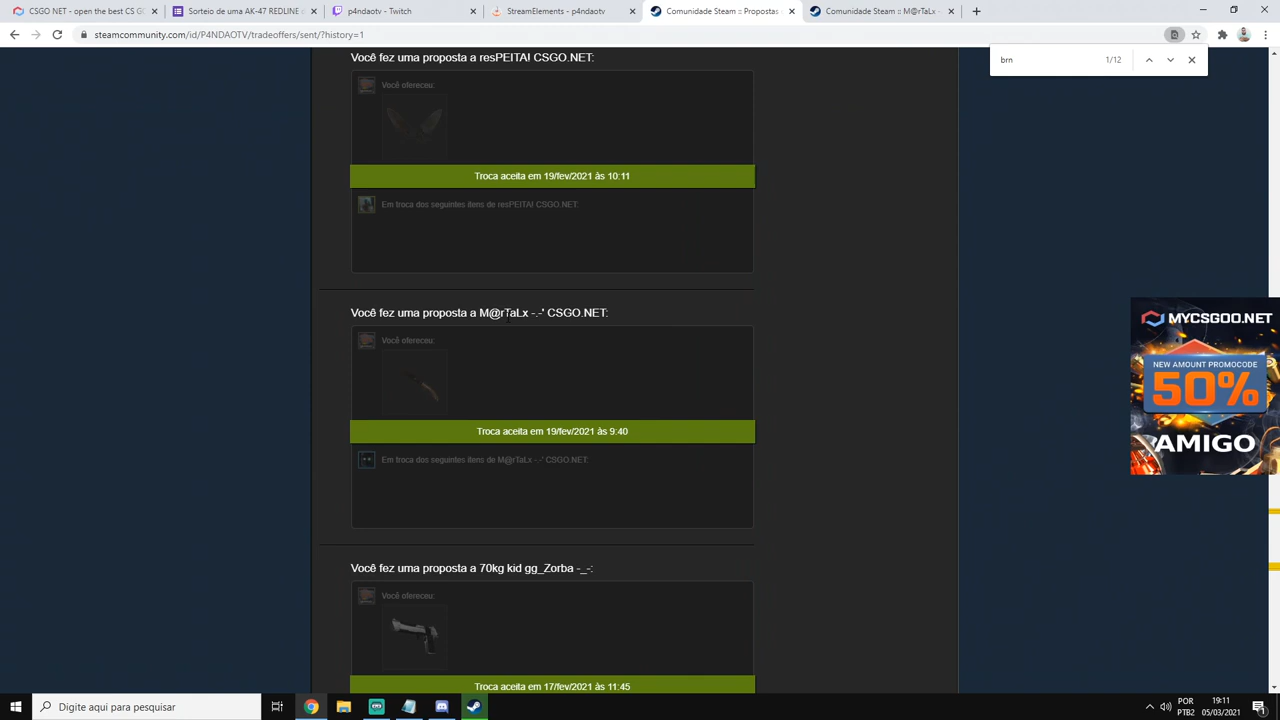 CSGO NET - open the best CS GO
Sorteio de uma AK-47 REDLINE d
p4ndaotv - Twitch
StreamElements - p4ndaotv
Comunidade Steam :: Propostas
Comunidade Steam :: M@rTaLx -
steamcommunity.com/id/P4NDAOTV/tradeoffers/sent/?history=1
brn
1/12
Você fez uma proposta a resPEITA! CSGO.NET:
Você ofereceu:
Troca aceita em 19/fev/2021 às 10:11
Em troca dos seguintes itens de resPEITA! CSGO.NET:
Você fez uma proposta a M@rTaLx -.-' CSGO.NET:
Você ofereceu:
Troca aceita em 19/fev/2021 às 9:40
Em troca dos seguintes itens de M@rTaLx -.-' CSGO.NET:
Você fez uma proposta a 70kg kid gg_Zorba -_-:
Você ofereceu:
Troca aceita em 17/fev/2021 às 11:45
MYCSGOO.NET
NEW AMOUNT PROMOCODE
50%
AMIGO
Digite aqui para pesquisar
POR
PTB2
19:11
05/03/2021
1